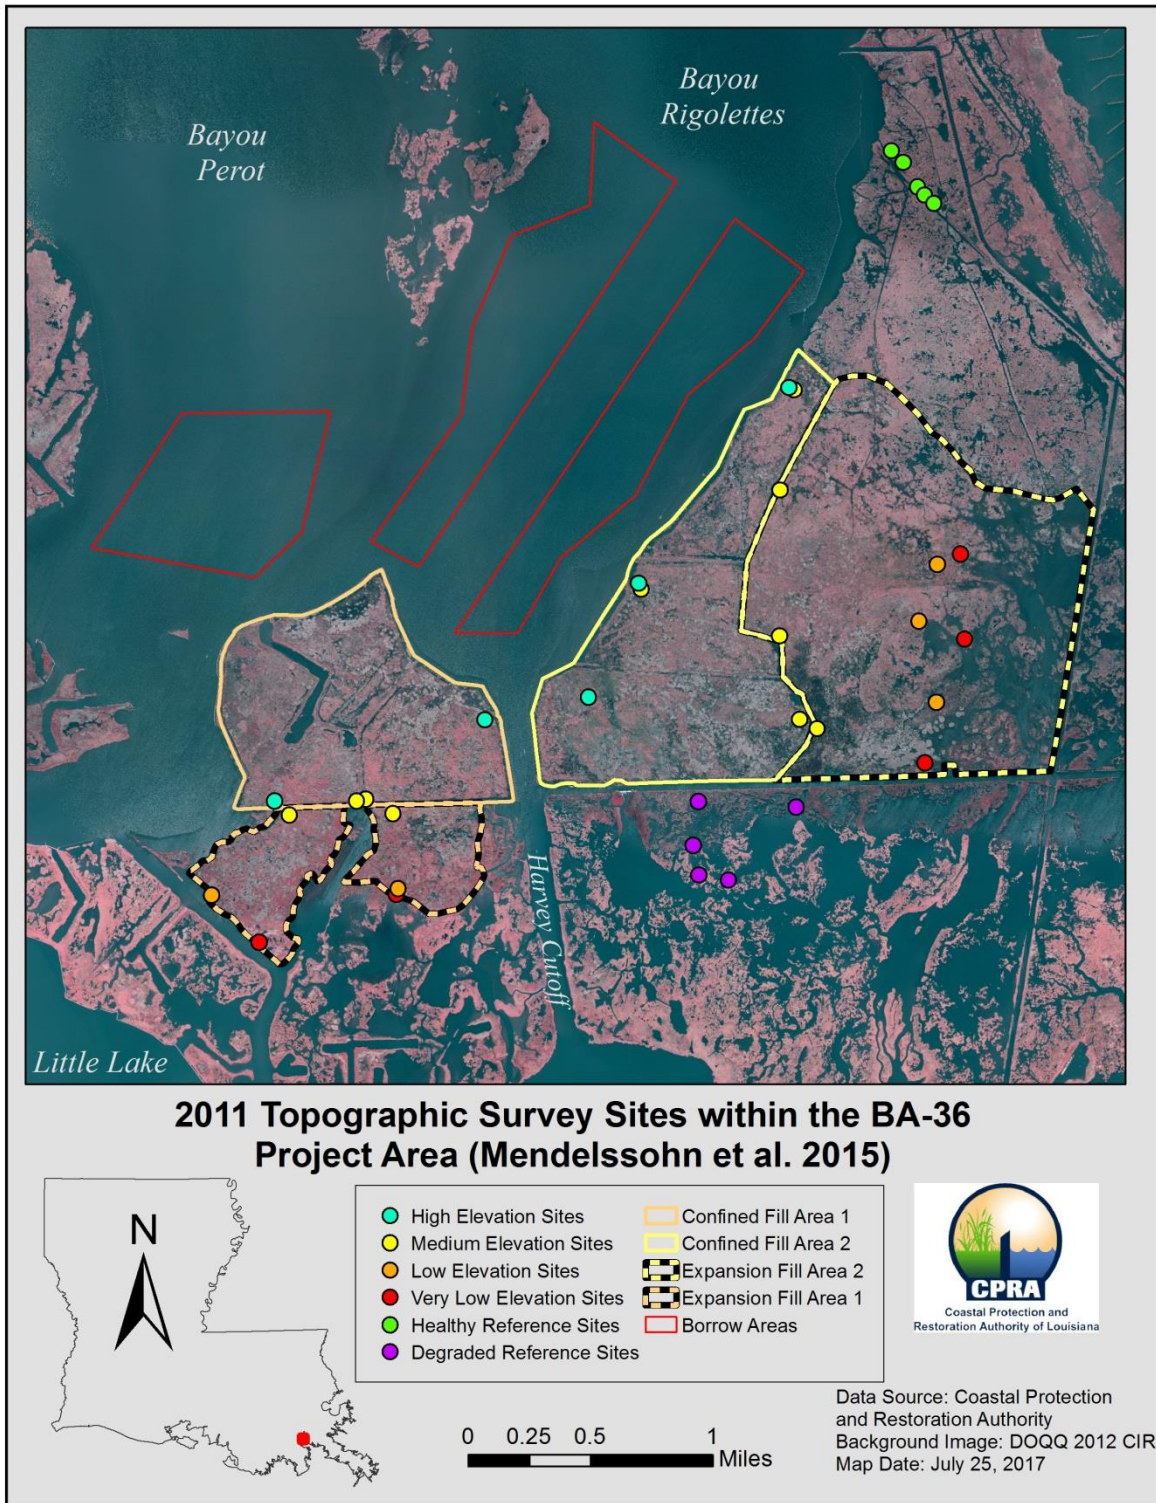 Bayou
Perot
Bayou
Rigolettes
Harvey Cutoff
Little Lake
2011 Topographic Survey Sites within the BA-36
Project Area (Mendelssohn et al. 2015)
N
High Elevation Sites
Medium Elevation Sites
Low Elevation Sites
Very Low Elevation Sites
Healthy Reference Sites
Degraded Reference Sites
Confined Fill Area 1
Confined Fill Area 2
Expansion Fill Area 2
Expansion Fill Area 1
Borrow Areas
CPRA
Coastal Protection and
Restoration Authority of Louisiana
0 0.25 0.5 1
Miles
Data Source: Coastal Protection
and Restoration Authority
Background Image: DOQQ 2012 CIR
Map Date: July 25, 2017